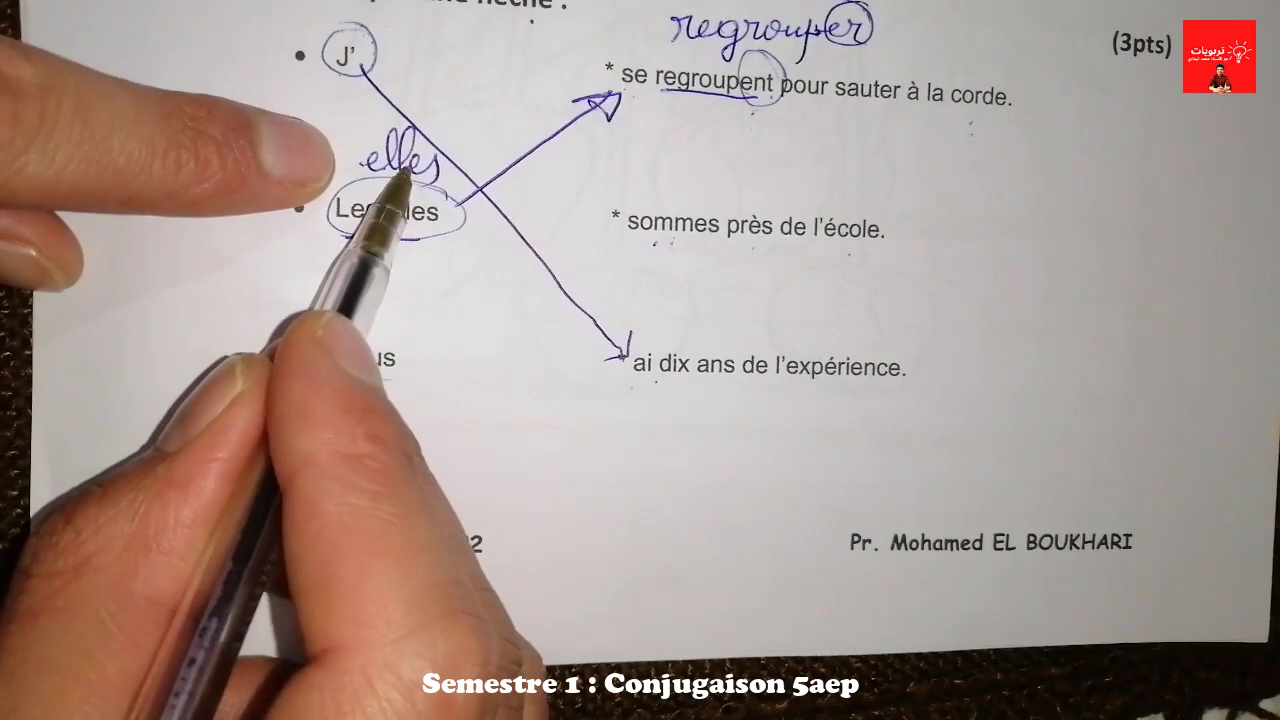 regrouper
(3pts)
تربويات
• J' * se regroupent pour sauter à la corde.
elles
* sommes près de l'école.
* ai dix ans de l'expérience.
Pr. Mohamed EL BOUKHARI
Semestre 1 : Conjugaison 5aep